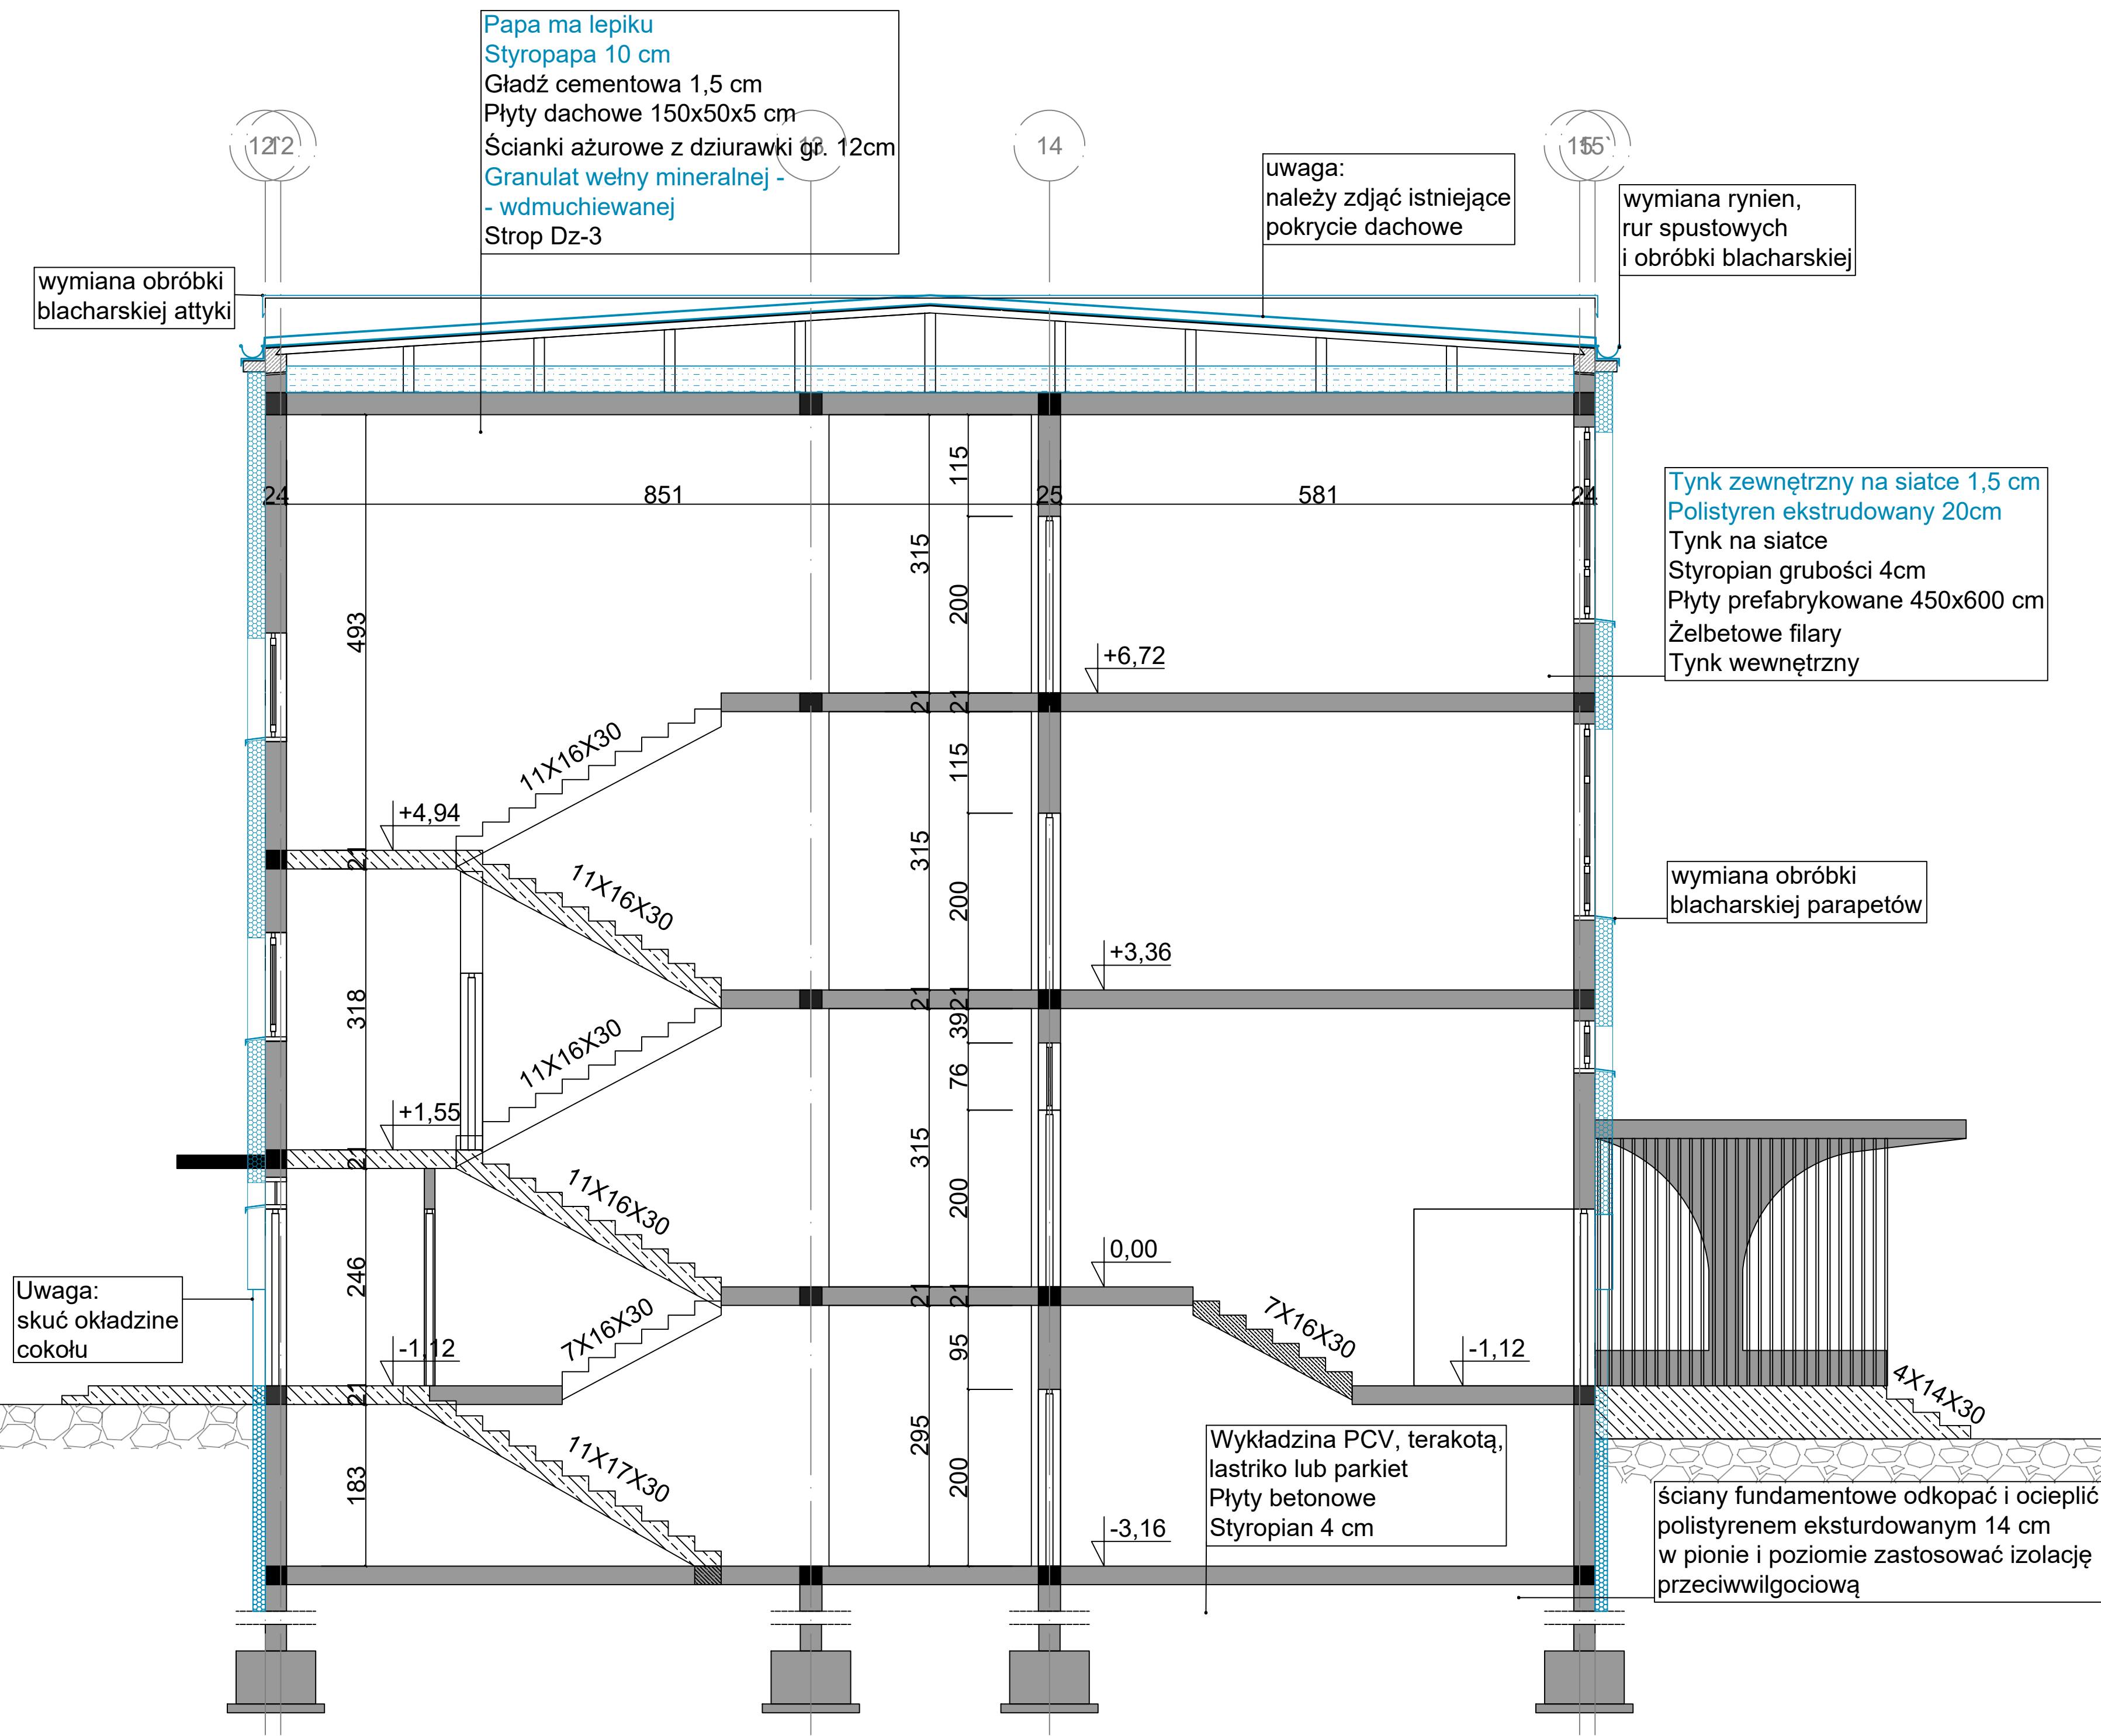 Papa ma lepiku
Styropapa 10 cm
Gładź cementowa 1,5 cm
Płyty dachowe 150x50x5 cm
Ścianki ażurowe z dziurawki gr. 12cm
Granulat wełny mineralnej -
- wdmuchiewanej
Strop Dz-3
12`
12
13
14
15
15`
uwaga:
należy zdjąć istniejące
pokrycie dachowe
wymiana rynien,
rur spustowych
i obróbki blacharskiej
wymiana obróbki
blacharskiej attyki
24
851
25
581
24
115
315
200
493
Tynk zewnętrzny na siatce 1,5 cm
Polistyren ekstrudowany 20cm
Tynk na siatce
Styropian grubości 4cm
Płyty prefabrykowane 450x600 cm
Żelbetowe filary
Tynk wewnętrzny
+6,72
21
21
11X16X30
115
+4,94
21
11X16X30
315
200
wymiana obróbki
blacharskiej parapetów
+3,36
21
21
39
318
11X16X30
76
+1,55
21
315
11X16X30
200
246
0,00
21
21
Uwaga:
skuć okładzine
cokołu
7X16X30
7X16X30
-1,12
95
-1,12
21
4X14X30
295
11X17X30
183
200
Wykładzina PCV, terakotą,
lastriko lub parkiet
Płyty betonowe
Styropian 4 cm
-3,16
ściany fundamentowe odkopać i ocieplić
polistyrenem eksturdowanym 14 cm
w pionie i poziomie zastosować izolację
przeciwwilgociową